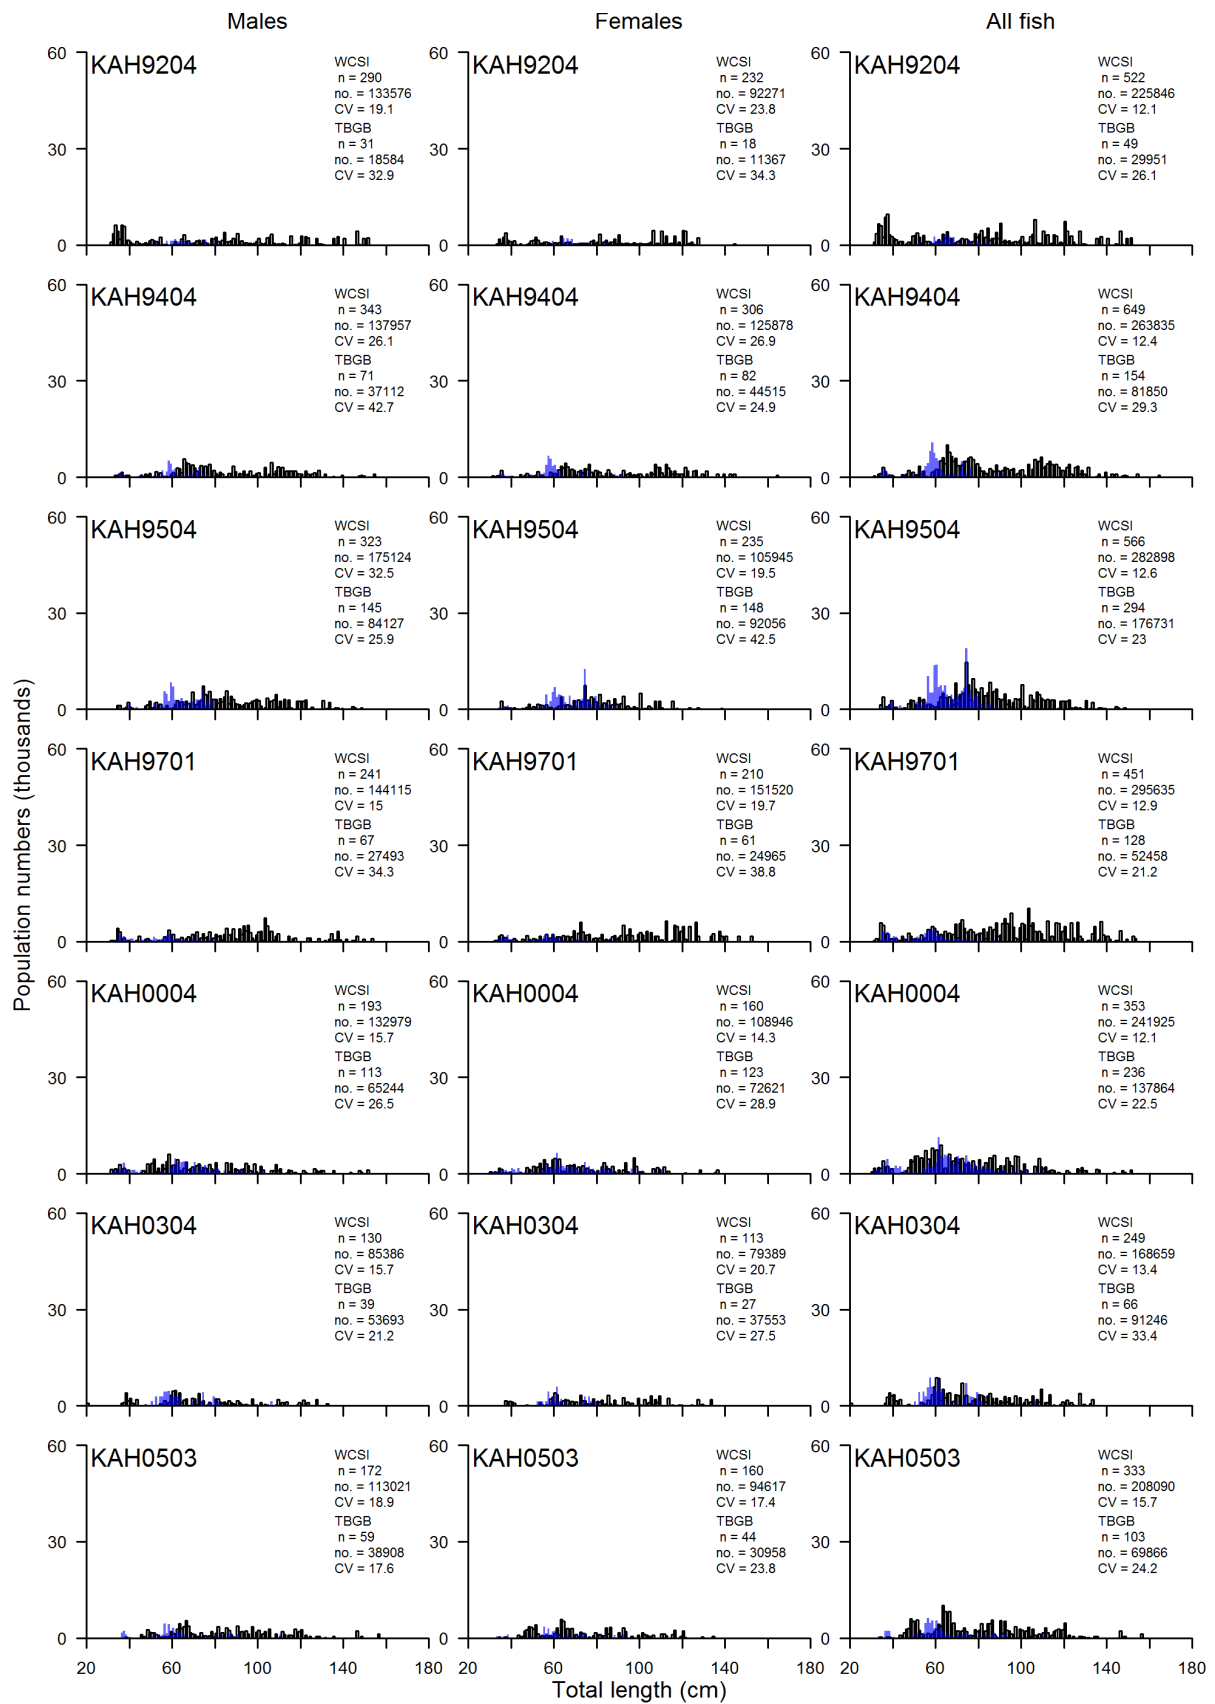 Males Females All fish
Population numbers (thousands)
60 KAH9204 60 KAH9204 60 KAH9204
WCSI WCSI WCSI
n = 290 n = 232 n = 522
no. = 133576 no. = 92271 no. = 225846
CV = 19.1 CV = 23.8 CV = 12.1
TBGB TBGB TBGB
30 n = 31 30 n = 18 30 n = 49
no. = 18584 no. = 11367 no. = 29951
CV = 32.9 CV = 34.3 CV = 26.1
0 0 0
60 KAH9404 60 KAH9404 60 KAH9404
WCSI WCSI WCSI
n = 343 n = 306 n = 649
no. = 137957 no. = 125878 no. = 263835
CV = 26.1 CV = 26.9 CV = 12.4
TBGB TBGB TBGB
30 n = 71 30 n = 82 30 n = 154
no. = 37112 no. = 44515 no. = 81850
CV = 42.7 CV = 24.9 CV = 29.3
0 0 0
60 KAH9504 60 KAH9504 60 KAH9504
WCSI WCSI WCSI
n = 323 n = 235 n = 566
no. = 175124 no. = 105945 no. = 282898
CV = 32.5 CV = 19.5 CV = 12.6
TBGB TBGB TBGB
30 n = 145 30 n = 148 30 n = 294
no. = 84127 no. = 92056 no. = 176731
CV = 25.9 CV = 42.5 CV = 23
0 0 0
60 KAH9701 60 KAH9701 60 KAH9701
WCSI WCSI WCSI
n = 241 n = 210 n = 451
no. = 144115 no. = 151520 no. = 295635
CV = 15 CV = 19.7 CV = 12.9
TBGB TBGB TBGB
30 n = 67 30 n = 61 30 n = 128
no. = 27493 no. = 24965 no. = 52458
CV = 34.3 CV = 38.8 CV = 21.2
0 0 0
60 KAH0004 60 KAH0004 60 KAH0004
WCSI WCSI WCSI
n = 193 n = 160 n = 353
no. = 132979 no. = 108946 no. = 241925
CV = 15.7 CV = 14.3 CV = 12.1
TBGB TBGB TBGB
30 n = 113 30 n = 123 30 n = 236
no. = 65244 no. = 72621 no. = 137864
CV = 26.5 CV = 28.9 CV = 22.5
0 0 0
60 KAH0304 60 KAH0304 60 KAH0304
WCSI WCSI WCSI
n = 130 n = 113 n = 249
no. = 85386 no. = 79389 no. = 168659
CV = 15.7 CV = 20.7 CV = 13.4
TBGB TBGB TBGB
30 n = 39 30 n = 27 30 n = 66
no. = 53693 no. = 37553 no. = 91246
CV = 21.2 CV = 27.5 CV = 33.4
0 0 0
60 KAH0503 60 KAH0503 60 KAH0503
WCSI WCSI WCSI
n = 172 n = 160 n = 333
no. = 113021 no. = 94617 no. = 208090
CV = 18.9 CV = 17.4 CV = 15.7
TBGB TBGB TBGB
30 n = 59 30 n = 44 30 n = 103
no. = 38908 no. = 30958 no. = 69866
CV = 17.6 CV = 23.8 CV = 24.2
0 0 0
20 60 100 140 180 20 60 100 140 180 20 60 100 140 180
Total length (cm)